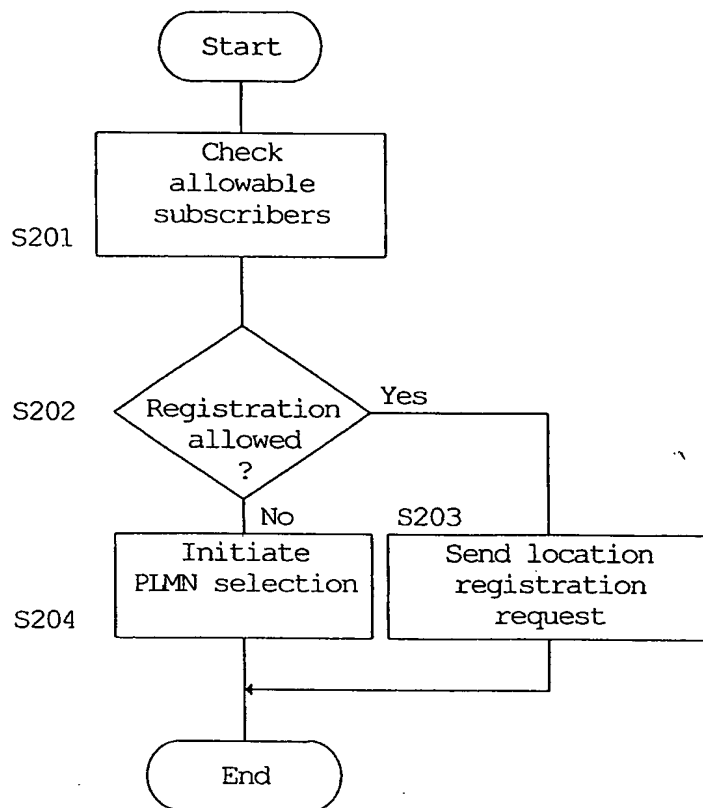 Start
Check
allowable
subscribers
S201
S202
Registration
allowed
?
Yes
No
S203
Initiate
PLMN selection
S204
Send location
registration
request
End